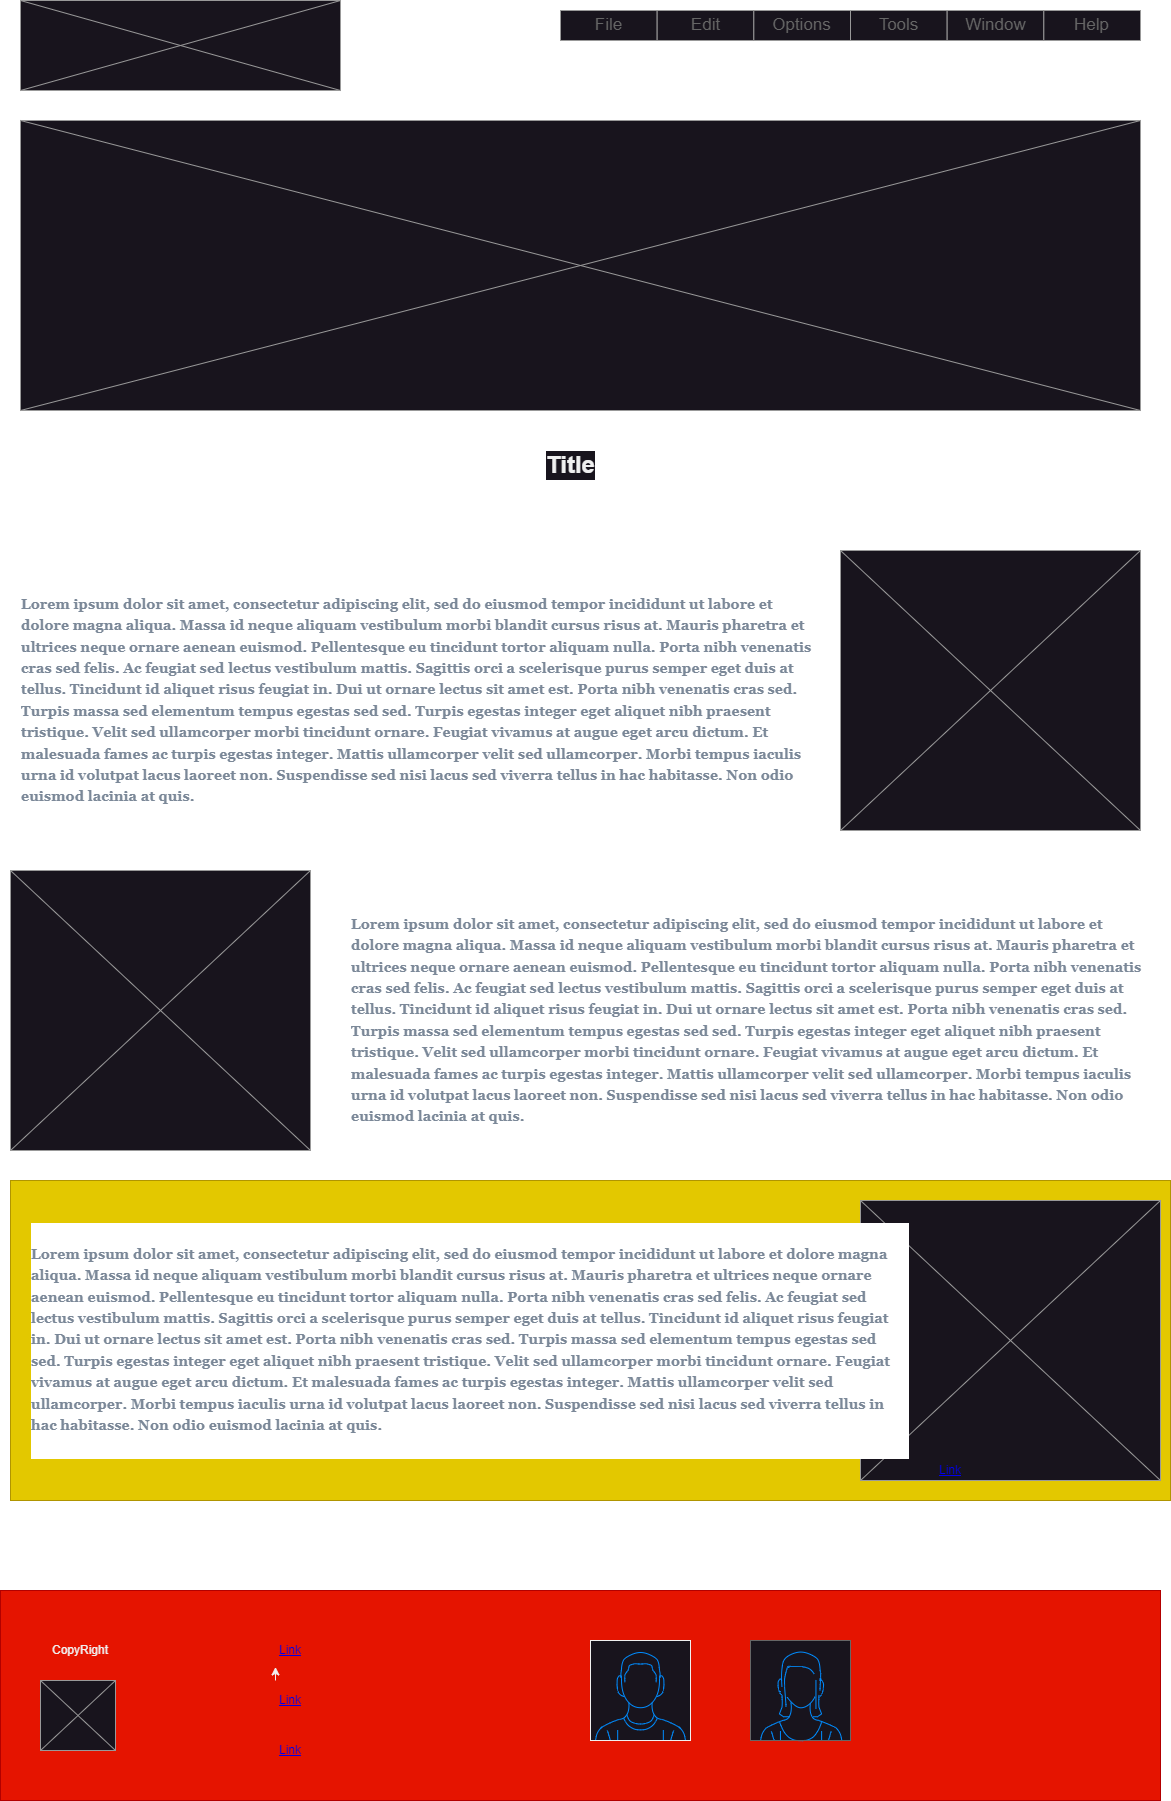 File Edit Options Tools Window Help
Title
Lorem ipsum dolor sit amet, consectetur adipiscing elit, sed do eiusmod tempor incididunt ut labore et
dolore magna aliqua. Massa id neque aliquam vestibulum morbi blandit cursus risus at. Mauris pharetra et
ultrices neque ornare aenean euismod. Pellentesque eu tincidunt tortor aliquam nulla. Porta nibh venenatis
cras sed felis. Ac feugiat sed lectus vestibulum mattis. Sagittis orci a scelerisque purus semper eget duis at
tellus. Tincidunt id aliquet risus feugiat in. Dui ut ornare lectus sit amet est. Porta nibh venenatis cras sed.
Turpis massa sed elementum tempus egestas sed sed. Turpis egestas integer eget aliquet nibh praesent
tristique. Velit sed ullamcorper morbi tincidunt ornare. Feugiat vivamus at augue eget arcu dictum. Et
malesuada fames ac turpis egestas integer. Mattis ullamcorper velit sed ullamcorper. Morbi tempus iaculis
urna id volutpat lacus laoreet non. Suspendisse sed nisi lacus sed viverra tellus in hac habitasse. Non odio
euismod lacinia at quis.
Lorem ipsum dolor sit amet, consectetur adipiscing elit, sed do eiusmod tempor incididunt ut labore et
dolore magna aliqua. Massa id neque aliquam vestibulum morbi blandit cursus risus at. Mauris pharetra et
ultrices neque ornare aenean euismod. Pellentesque eu tincidunt tortor aliquam nulla. Porta nibh venenatis
cras sed felis. Ac feugiat sed lectus vestibulum mattis. Sagittis orci a scelerisque purus semper eget duis at
tellus. Tincidunt id aliquet risus feugiat in. Dui ut ornare lectus sit amet est. Porta nibh venenatis cras sed.
Turpis massa sed elementum tempus egestas sed sed. Turpis egestas integer eget aliquet nibh praesent
tristique. Velit sed ullamcorper morbi tincidunt ornare. Feugiat vivamus at augue eget arcu dictum. Et
malesuada fames ac turpis egestas integer. Mattis ullamcorper velit sed ullamcorper. Morbi tempus iaculis
urna id volutpat lacus laoreet non. Suspendisse sed nisi lacus sed viverra tellus in hac habitasse. Non odio
euismod lacinia at quis.
Lorem ipsum dolor sit amet, consectetur adipiscing elit, sed do eiusmod tempor incididunt ut labore et dolore magna
aliqua. Massa id neque aliquam vestibulum morbi blandit cursus risus at. Mauris pharetra et ultrices neque ornare
aenean euismod. Pellentesque eu tincidunt tortor aliquam nulla. Porta nibh venenatis cras sed felis. Ac feugiat sed
lectus vestibulum mattis. Sagittis orci a scelerisque purus semper eget duis at tellus. Tincidunt id aliquet risus feugiat
in. Dui ut ornare lectus sit amet est. Porta nibh venenatis cras sed. Turpis massa sed elementum tempus egestas sed
sed. Turpis egestas integer eget aliquet nibh praesent tristique. Velit sed ullamcorper morbi tincidunt ornare. Feugiat
vivamus at augue eget arcu dictum. Et malesuada fames ac turpis egestas integer. Mattis ullamcorper velit sed
ullamcorper. Morbi tempus iaculis urna id volutpat lacus laoreet non. Suspendisse sed nisi lacus sed viverra tellus in
hac habitasse. Non odio euismod lacinia at quis.
Link
CopyRight
Link
Link
Link